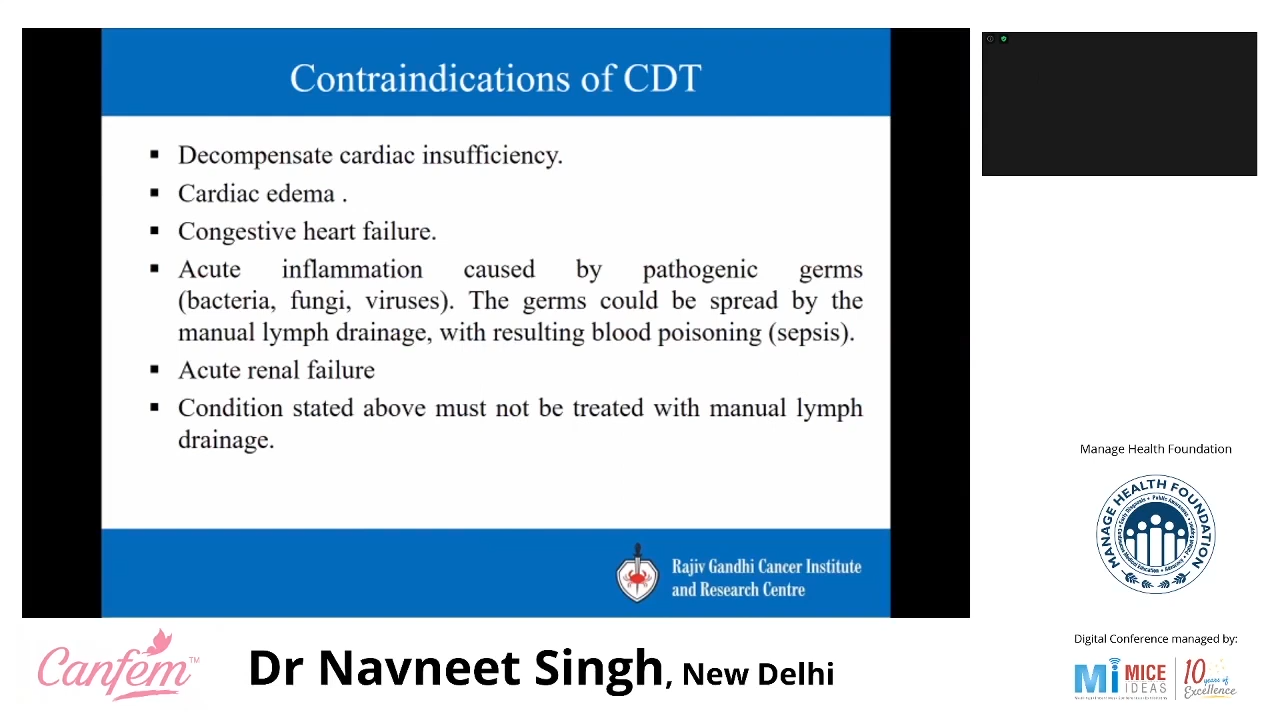 Contraindications of CDT
▪ Decompensate cardiac insufficiency.
▪ Cardiac edema .
▪ Congestive heart failure.
▪ Acute inflammation caused by pathogenic germs
(bacteria, fungi, viruses). The germs could be spread by the
manual lymph drainage, with resulting blood poisoning (sepsis).
▪ Acute renal failure
▪ Condition stated above must not be treated with manual lymph
drainage.
Rajiv Gandhi Cancer Institute
and Research Centre
Manage Health Foundation
MANAGE HEALTH FOUNDATION
Digital Conference managed by:
Mi MICE
IDEAS
10 years of
Excellence
Canfem™
Dr Navneet Singh, New Delhi